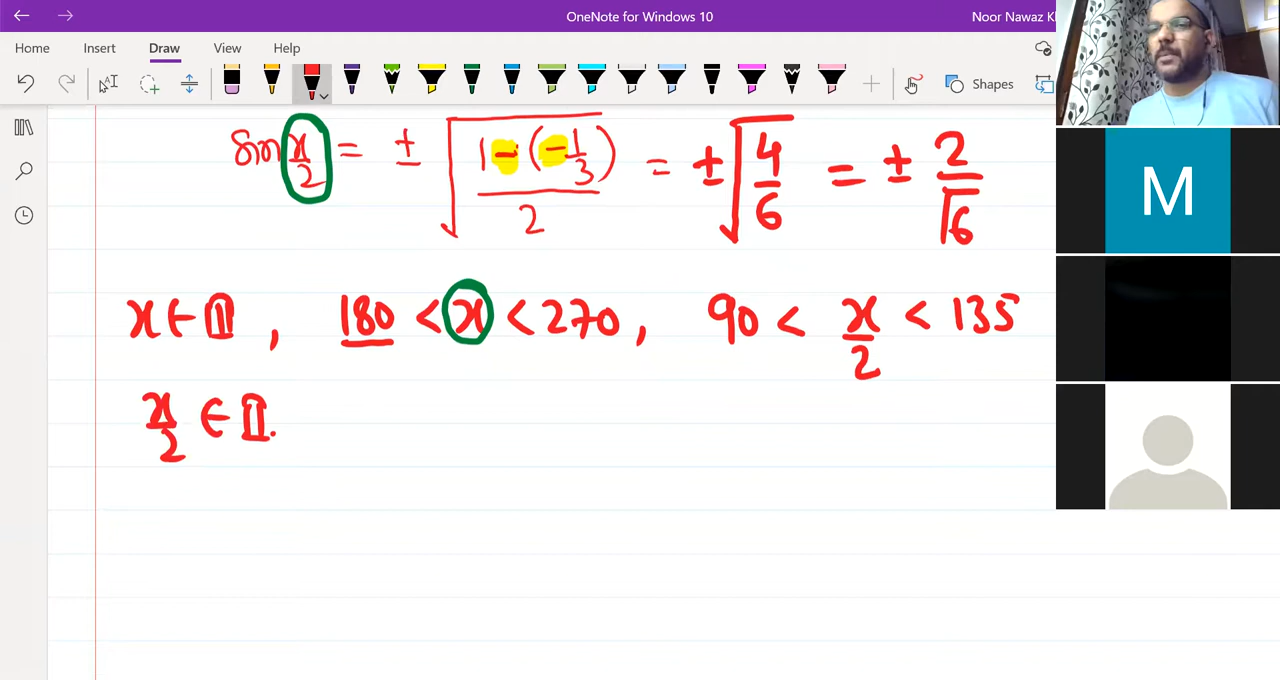 OneNote for Windows 10
Noor Nawaz Kh
Home Insert Draw View Help
Shapes
sin x/2 = ± √((1 - (-1/3))/2) = ± √(4/6) = ± 2/√6
M
x ∈ III, 180 < x < 270, 90 < x/2 < 135
x/2 ∈ II.